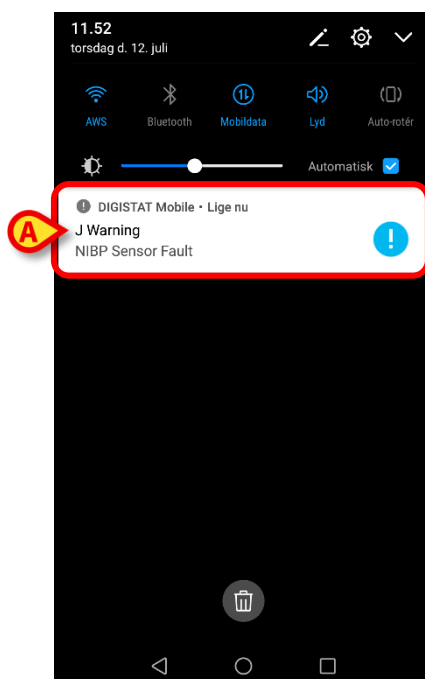 11.52
torsdag d. 12. juli
AWS Bluetooth Mobildata Lyd Auto-rotér
Automatisk
DIGISTAT Mobile • Lige nu
A
J Warning
NIBP Sensor Fault